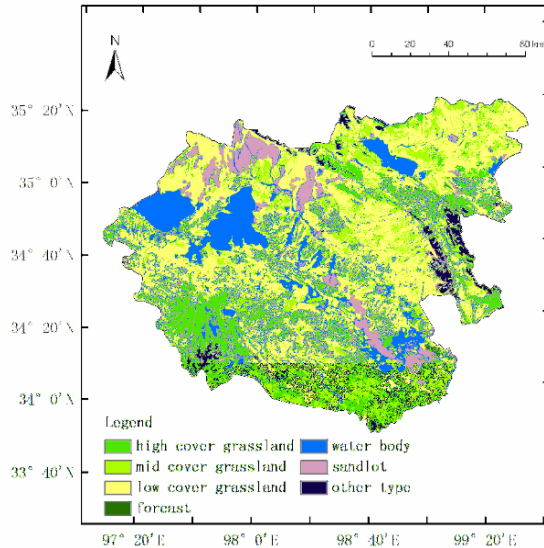 N
0 20 40 60 km
35° 20'N
35° 0'N
34° 40'N
34° 20'N
34° 0'N
33° 40'N
Legend
high cover grassland water body
mid cover grassland sandlot
low cover grassland other type
forcast
97° 20'E 98° 0'E 98° 40'E 99° 20'E